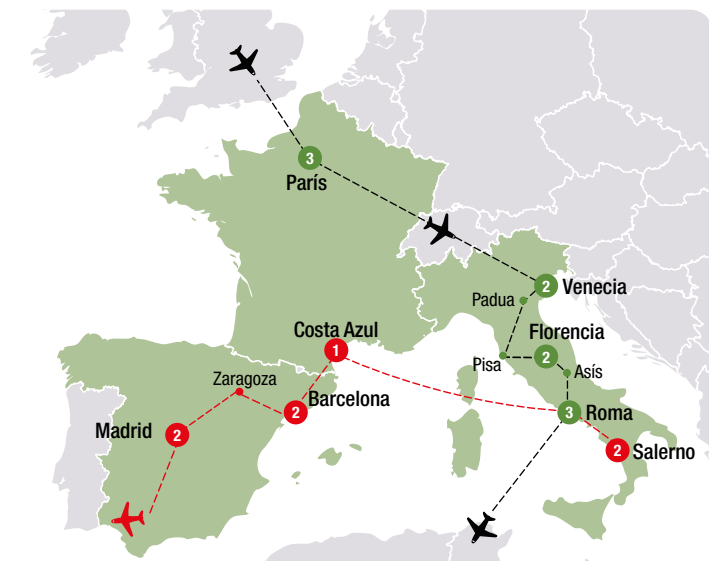 3
París
2
Venecia
Padua
Florencia
Costa Azul
1
2
Pisa
Asís
Zaragoza
Barcelona
2
3
Roma
Madrid
2
2
Salerno